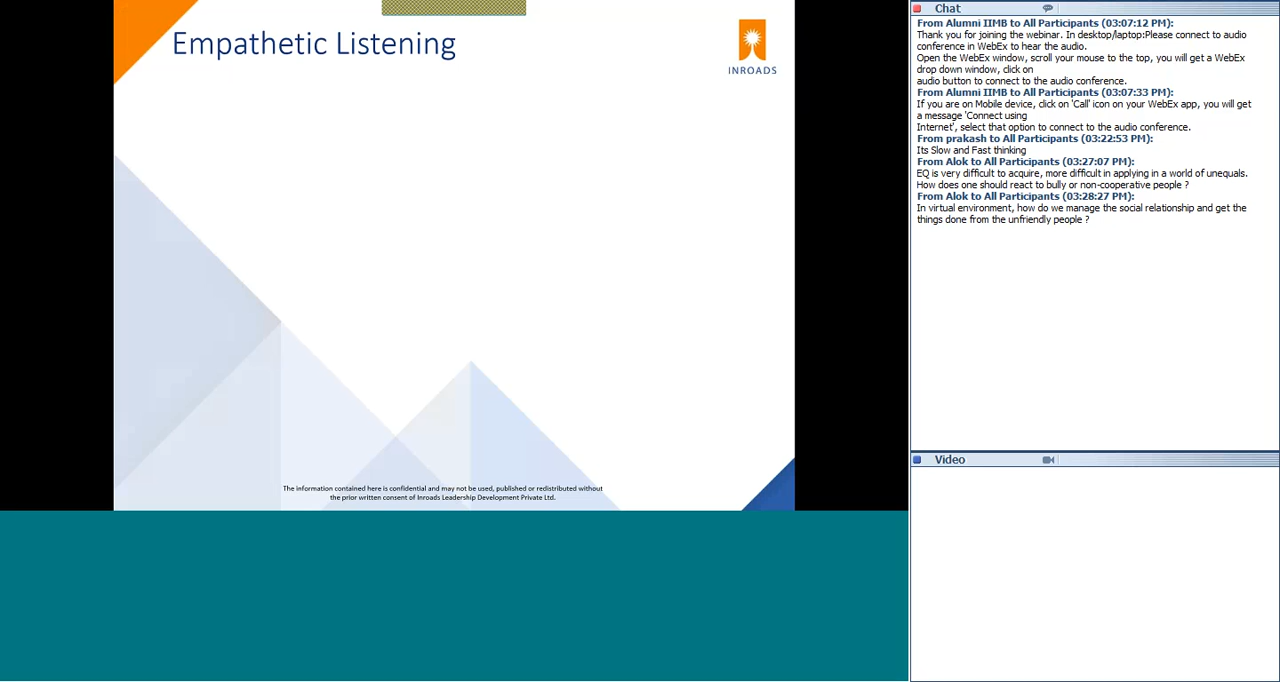 Empathetic Listening
INROADS
The information contained here is confidential and may not be used, published or redistributed without
the prior written consent of Inroads Leadership Development Private Ltd.
Chat
From Alumni IIMB to All Participants (03:07:12 PM):
Thank you for joining the webinar. In desktop/laptop:Please connect to audio
conference in WebEx to hear the audio.
Open the WebEx window, scroll your mouse to the top, you will get a WebEx
drop down window, click on
audio button to connect to the audio conference.
From Alumni IIMB to All Participants (03:07:33 PM):
If you are on Mobile device, click on 'Call' icon on your WebEx app, you will get
a message 'Connect using
Internet', select that option to connect to the audio conference.
From prakash to All Participants (03:22:53 PM):
Its Slow and Fast thinking
From Alok to All Participants (03:27:07 PM):
EQ is very difficult to acquire, more difficult in applying in a world of unequals.
How does one should react to bully or non-cooperative people ?
From Alok to All Participants (03:28:27 PM):
In virtual environment, how do we manage the social relationship and get the
things done from the unfriendly people ?
Video